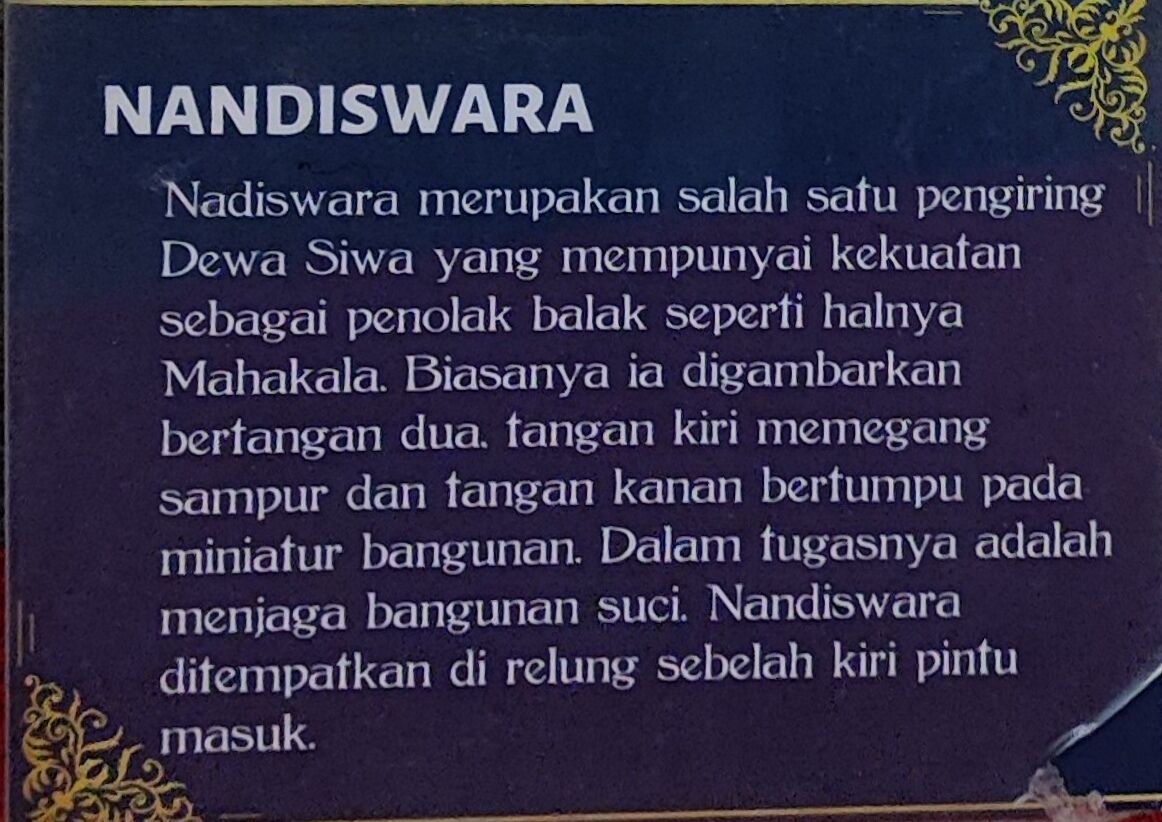 NANDISWARA
Nadiswara merupakan salah satu pengiring
Dewa Siwa yang mempunyai kekuatan
sebagai penolak balak seperti halnya
Mahakala. Biasanya ia digambarkan
bertangan dua. tangan kiri memegang
sampur dan tangan kanan bertumpu pada
miniatur bangunan. Dalam tugasnya adalah
menjaga bangunan suci. Nandiswara
ditempatkan di relung sebelah kiri pintu
masuk.